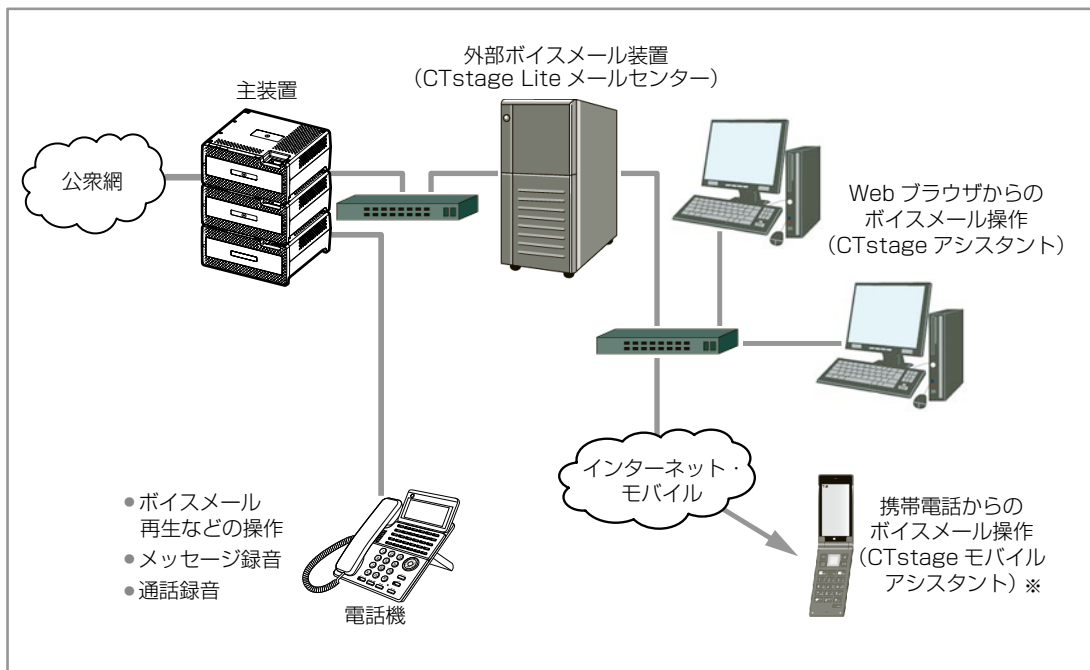 外部ボイスメール装置
（CTstage Lite メールセンター）
主装置
公衆網
Web ブラウザからの
ボイスメール操作
（CTstage アシスタント）
インターネット・
モバイル
携帯電話からの
ボイスメール操作
（CTstage モバイル
アシスタント）※
●ボイスメール
再生などの操作
●メッセージ録音
●通話録音
電話機